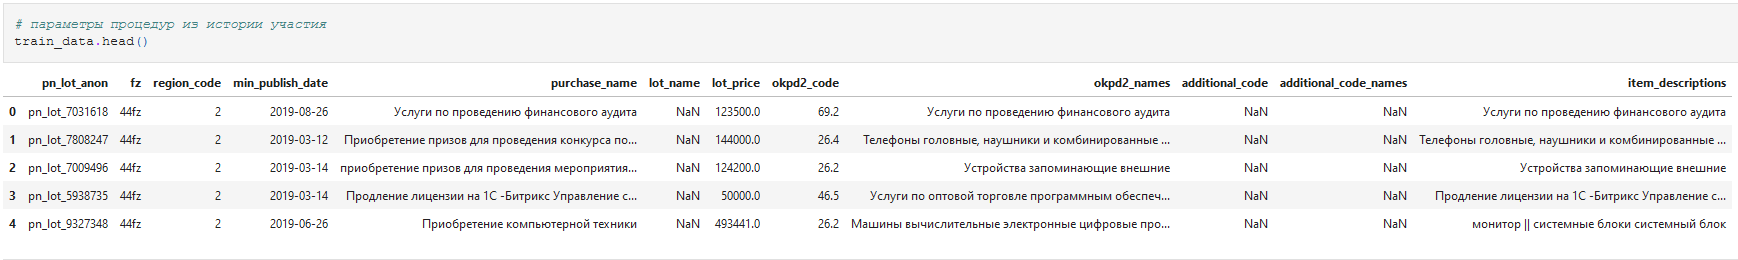 # параметры процедур из истории участия
train_data.head()
pn_lot_anon fz region_code min_publish_date purchase_name lot_name lot_price okpd2_code okpd2_names additional_code additional_code_names item_descriptions
0 pn_lot_7031618 44fz 2 2019-08-26 Услуги по проведению финансового аудита NaN 123500.0 69.2 Услуги по проведению финансового аудита NaN NaN Услуги по проведению финансового аудита
1 pn_lot_7808247 44fz 2 2019-03-12 Приобретение призов для проведения конкурса по... NaN 144000.0 26.4 Телефоны головные, наушники и комбинированные ... NaN NaN Телефоны головные, наушники и комбинированные ...
2 pn_lot_7009496 44fz 2 2019-03-14 приобретение призов для проведения мероприятия... NaN 124200.0 26.2 Устройства запоминающие внешние NaN NaN Устройства запоминающие внешние
3 pn_lot_5938735 44fz 2 2019-03-14 Продление лицензии на 1С -Битрикс Управление с... NaN 50000.0 46.5 Услуги по оптовой торговле программным обеспеч... NaN NaN Продление лицензии на 1С -Битрикс Управление с...
4 pn_lot_9327348 44fz 2 2019-06-26 Приобретение компьютерной техники NaN 493441.0 26.2 Машины вычислительные электронные цифровые про... NaN NaN монитор || системные блоки системный блок